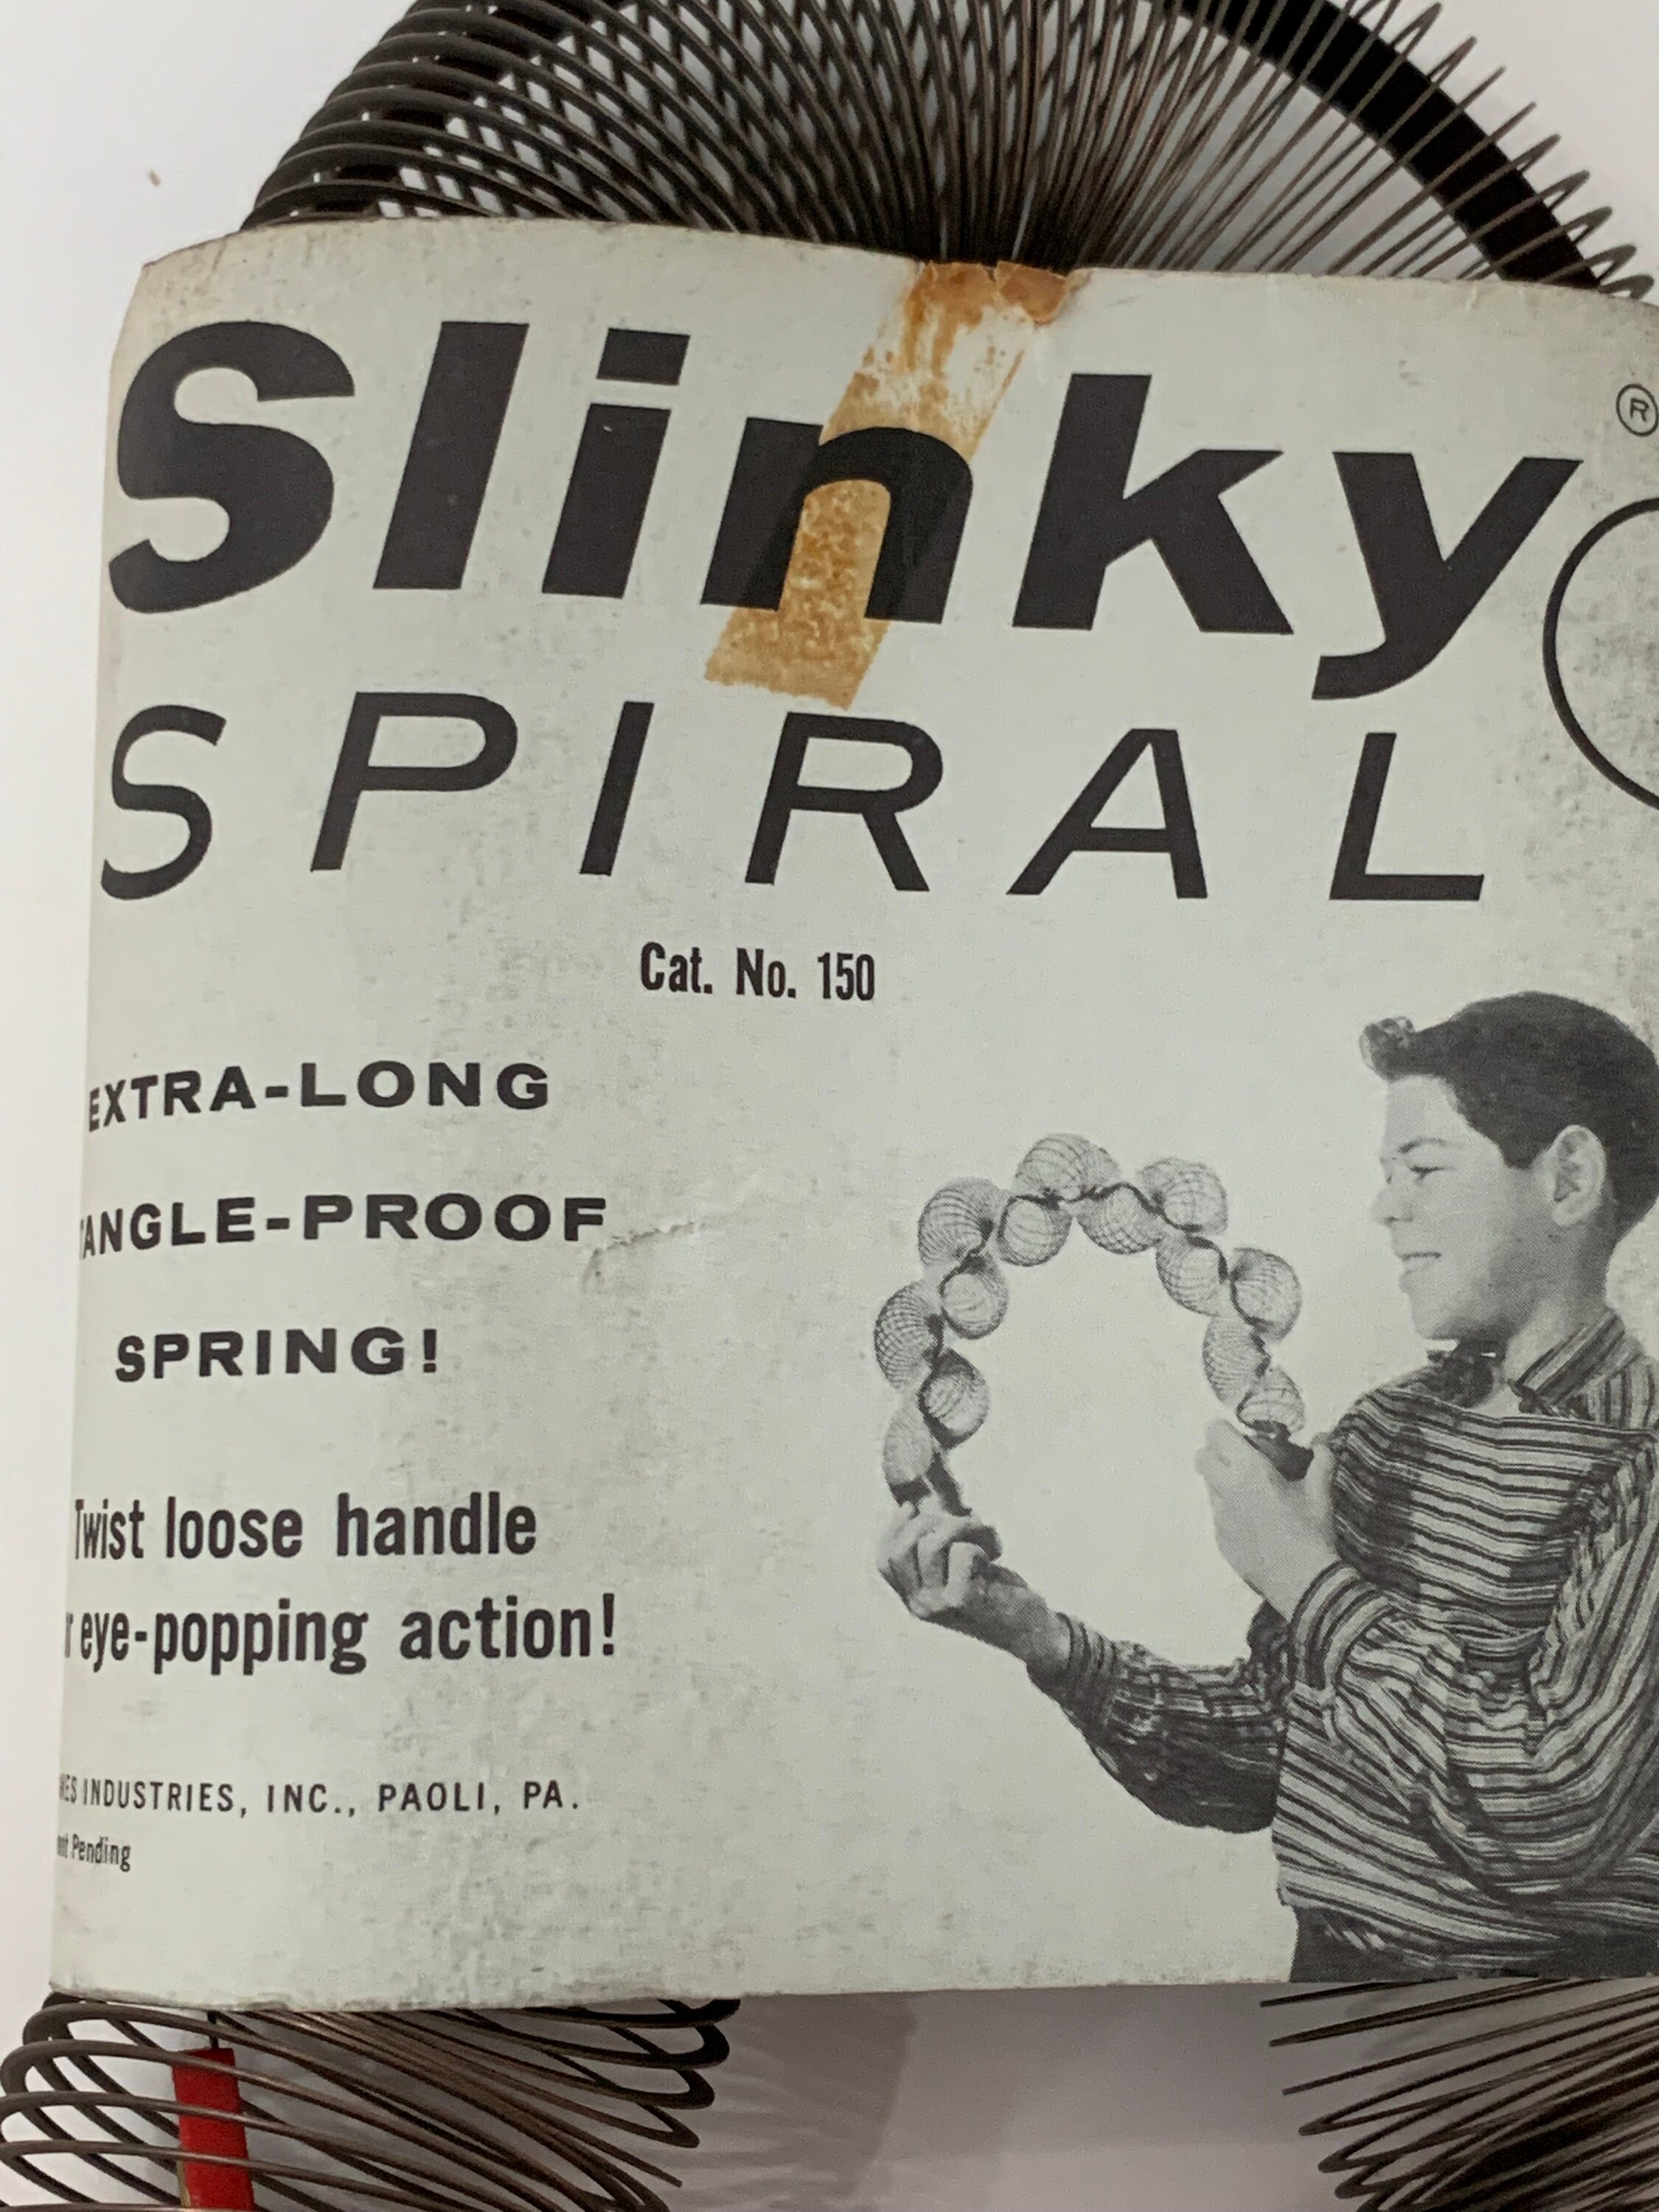 Slinky®
SPIRAL
Cat. No. 150
EXTRA-LONG
TANGLE-PROOF
SPRING!
Twist loose handle
eye-popping action!
INDUSTRIES, INC., PAOLI, PA.
Pending